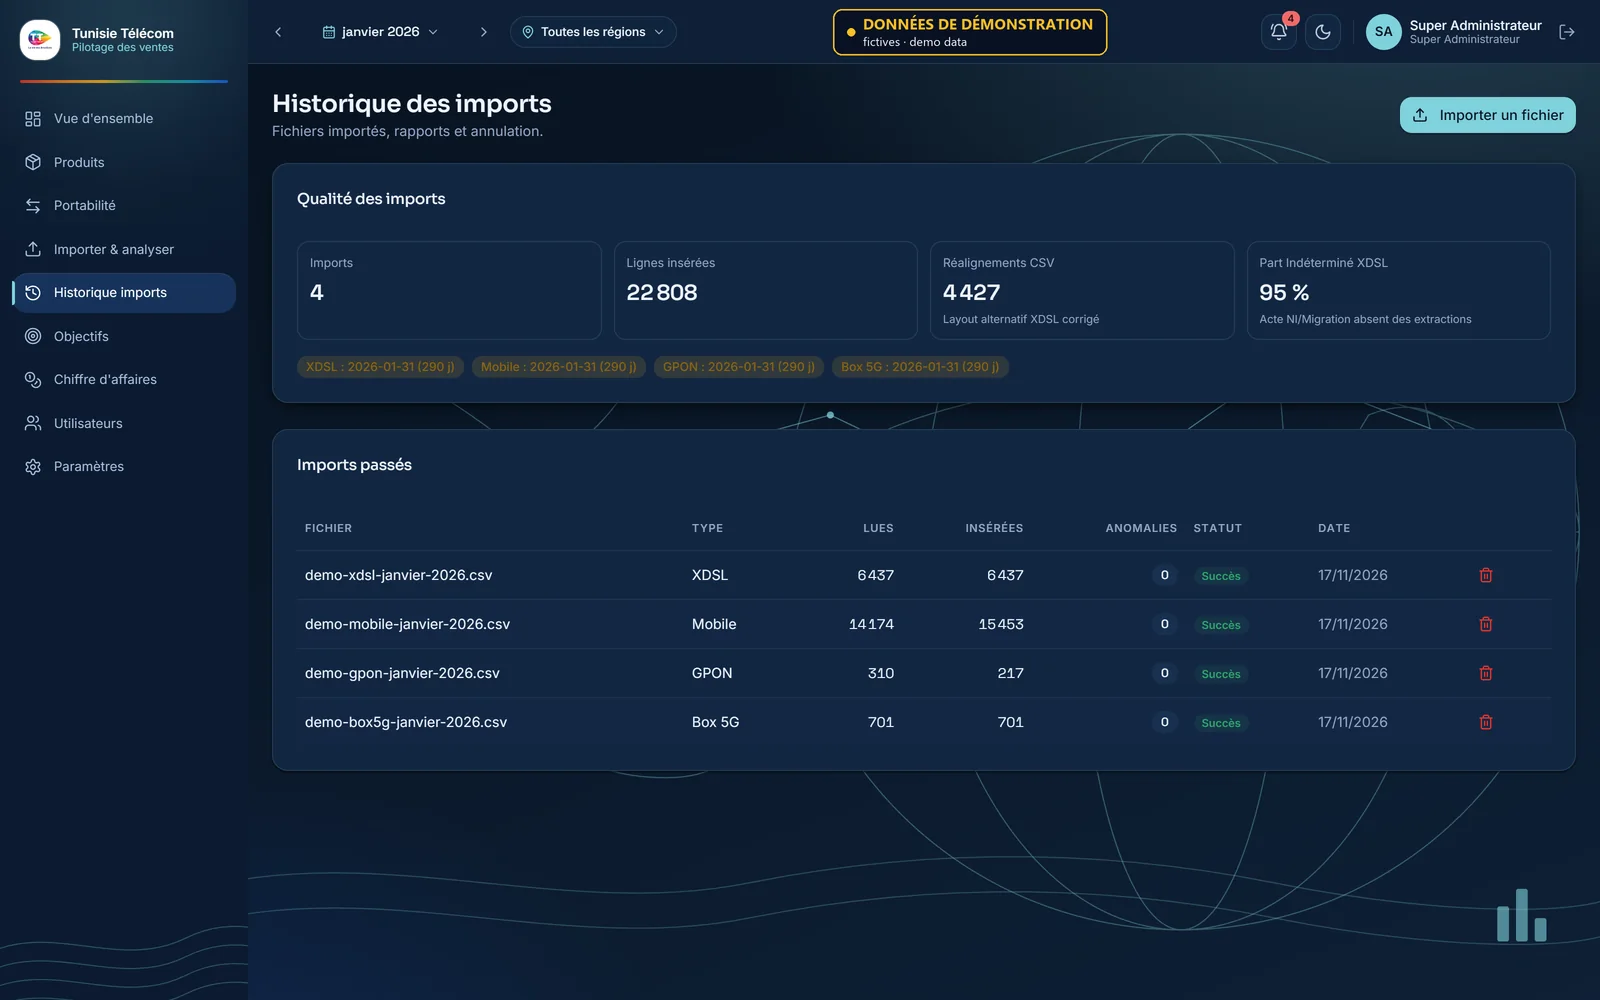 Tunisie Télécom
Pilotage des ventes
Vue d'ensemble
Produits
Portabilité
Importer & analyser
Historique imports
Objectifs
Chiffre d'affaires
Utilisateurs
Paramètres
janvier 2026
Toutes les régions
DONNÉES DE DÉMONSTRATION
fictives · demo data
4
SA
Super Administrateur
Super Administrateur
Historique des imports
Fichiers importés, rapports et annulation.
Importer un fichier
Qualité des imports
Imports
4
Lignes insérées
22 808
Réalignements CSV
4 427
Layout alternatif XDSL corrigé
Part Indéterminé XDSL
95 %
Acte NI/Migration absent des extractions
XDSL : 2026-01-31 (290 j)
Mobile : 2026-01-31 (290 j)
GPON : 2026-01-31 (290 j)
Box 5G : 2026-01-31 (290 j)
Imports passés
FICHIER TYPE LUES INSÉRÉES ANOMALIES STATUT DATE
demo-xdsl-janvier-2026.csv XDSL 6 437 6 437 0 Succès 17/11/2026
demo-mobile-janvier-2026.csv Mobile 14 174 15 453 0 Succès 17/11/2026
demo-gpon-janvier-2026.csv GPON 310 217 0 Succès 17/11/2026
demo-box5g-janvier-2026.csv Box 5G 701 701 0 Succès 17/11/2026